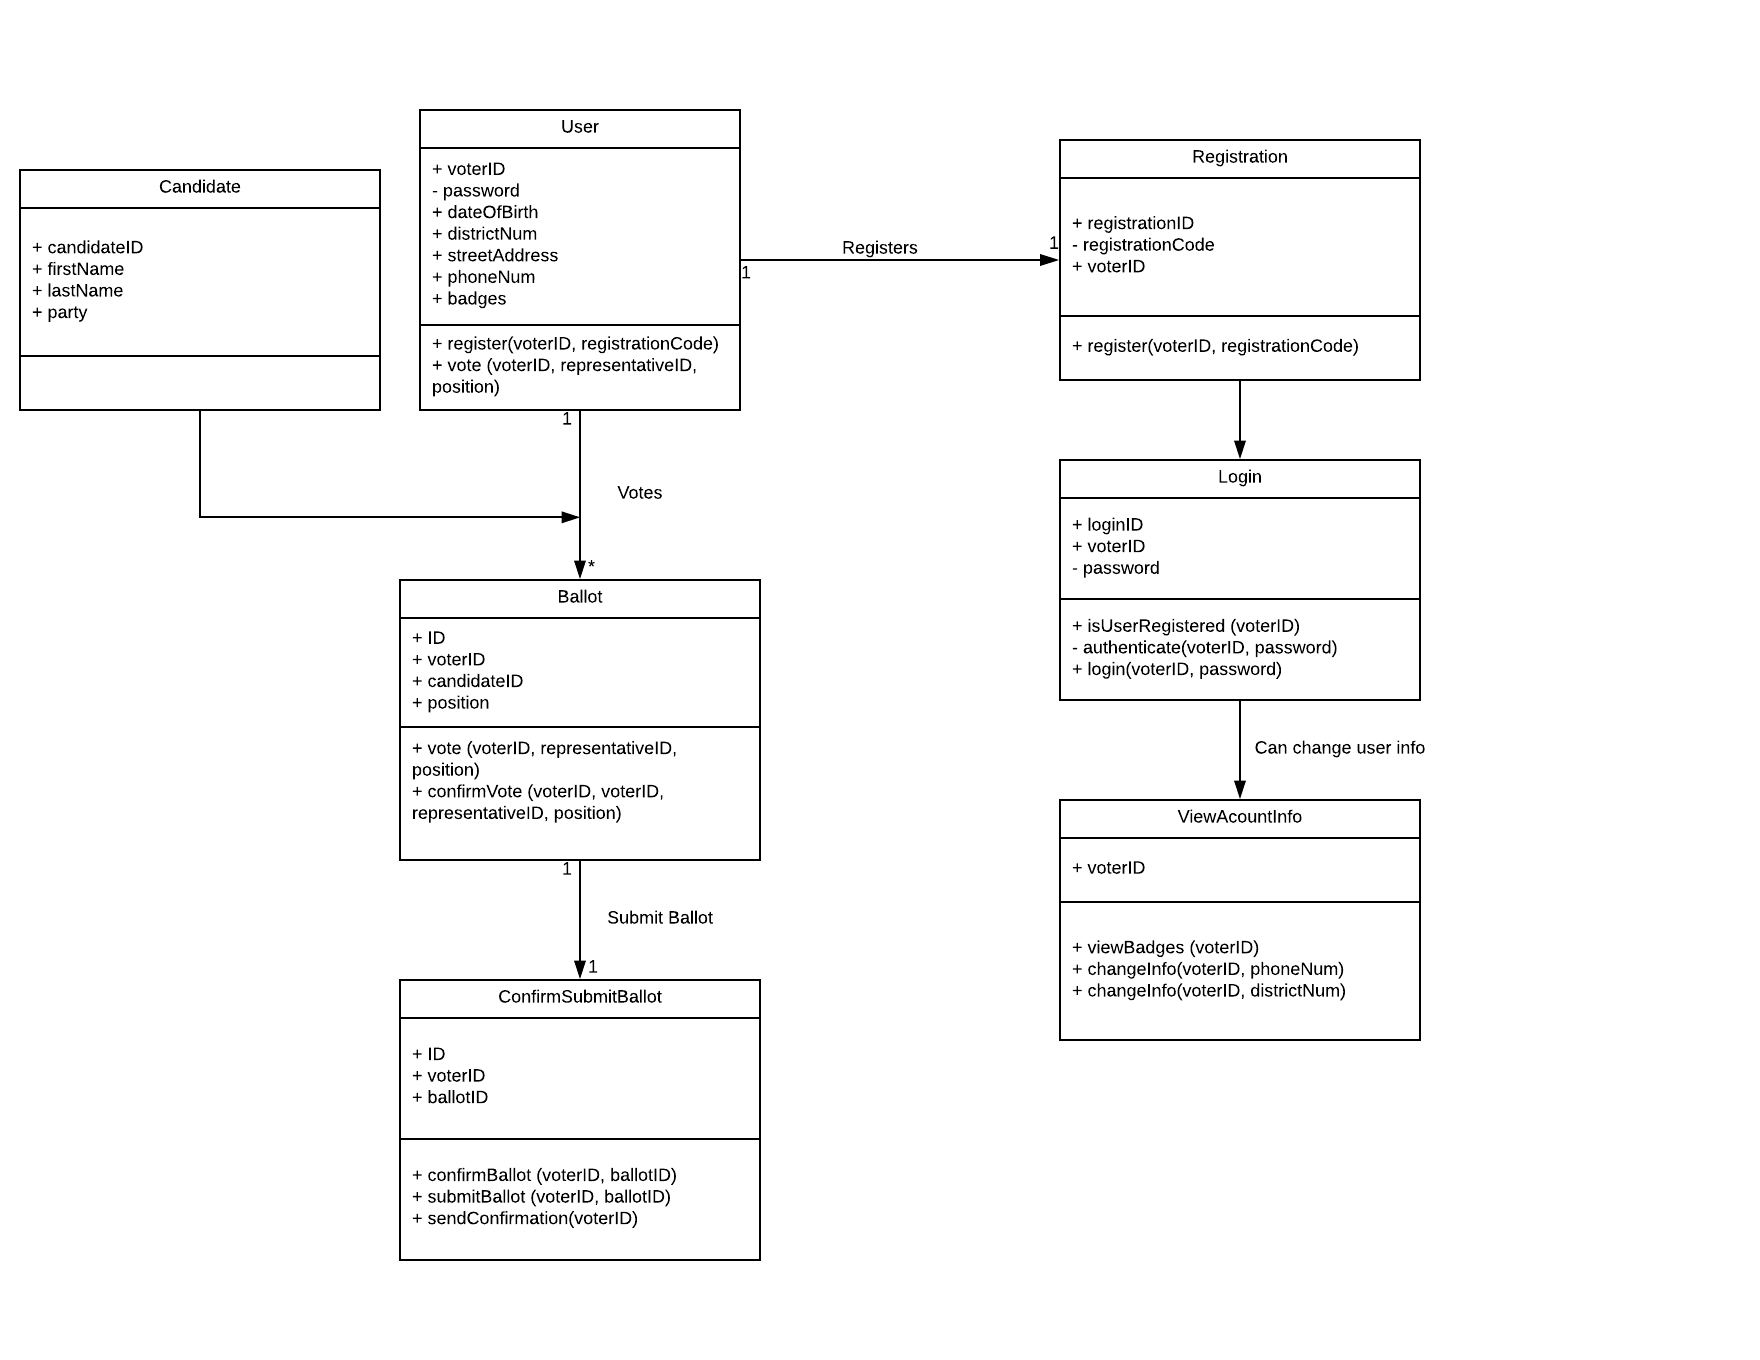 Candidate
+ candidateID
+ firstName
+ lastName
+ party
User
+ voterID
- password
+ dateOfBirth
+ districtNum
+ streetAddress
+ phoneNum
+ badges
+ register(voterID, registrationCode)
+ vote (voterID, representativeID,
position)
1
Registers
1
Registration
+ registrationID
- registrationCode
+ voterID
+ register(voterID, registrationCode)
1
Votes
*
Ballot
+ ID
+ voterID
+ candidateID
+ position
+ vote (voterID, representativeID,
position)
+ confirmVote (voterID, voterID,
representativeID, position)
1
Submit Ballot
1
ConfirmSubmitBallot
+ ID
+ voterID
+ ballotID
+ confirmBallot (voterID, ballotID)
+ submitBallot (voterID, ballotID)
+ sendConfirmation(voterID)
Login
+ loginID
+ voterID
- password
+ isUserRegistered (voterID)
- authenticate(voterID, password)
+ login(voterID, password)
Can change user info
ViewAcountInfo
+ voterID
+ viewBadges (voterID)
+ changeInfo(voterID, phoneNum)
+ changeInfo(voterID, districtNum)